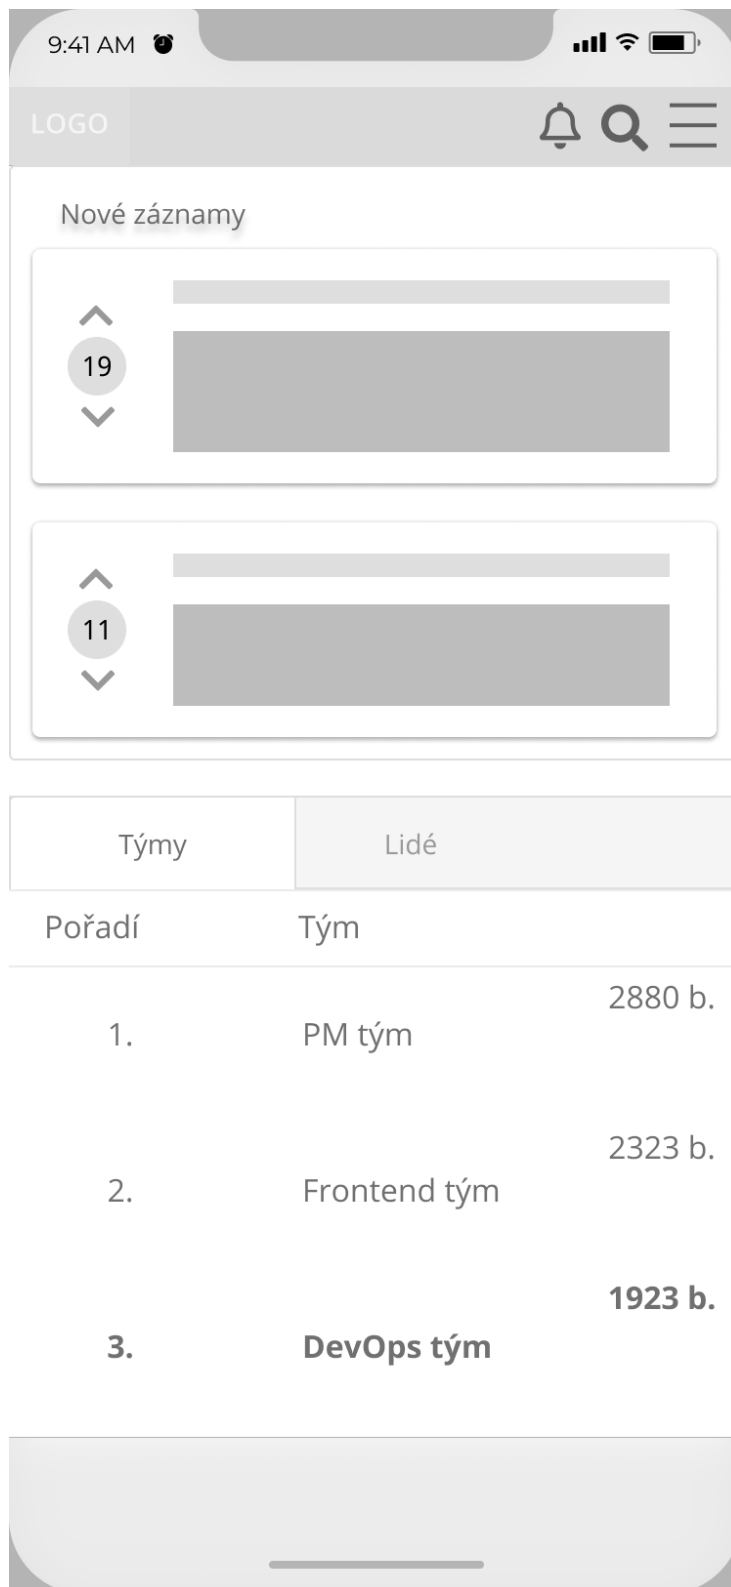 9:41 AM
LOGO
Nové záznamy
19
11
Týmy Lidé
Pořadí Tým
2880 b.
1. PM tým
2323 b.
2. Frontend tým
1923 b.
3. DevOps tým